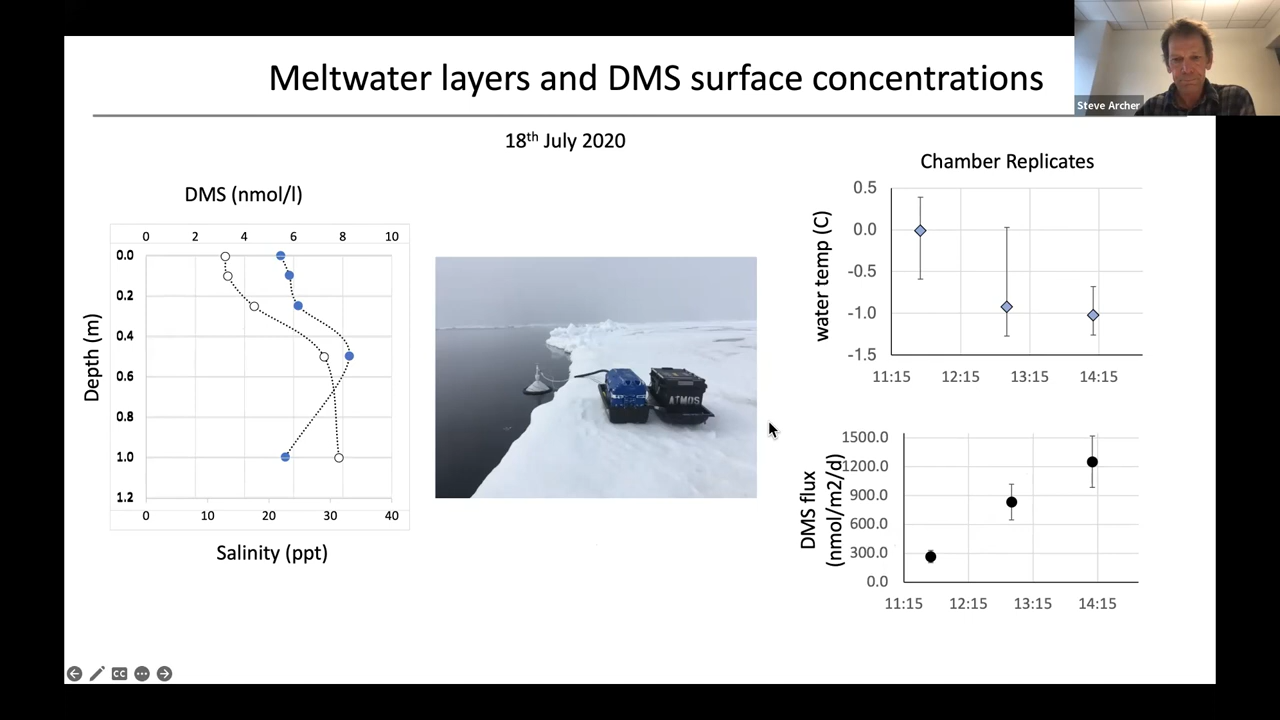 Meltwater layers and DMS surface concentrations
Steve Archer
18th July 2020
DMS (nmol/l)
0 2 4 6 8 10
0.0
0.2
0.4
0.6
0.8
1.0
1.2
Depth (m)
0 10 20 30 40
Salinity (ppt)
ATMOS
Chamber Replicates
0.5
0.0
-0.5
-1.0
-1.5
water temp (C)
11:15 12:15 13:15 14:15
1500.0
1200.0
900.0
600.0
300.0
0.0
DMS flux
(nmol/m2/d)
11:15 12:15 13:15 14:15
CC